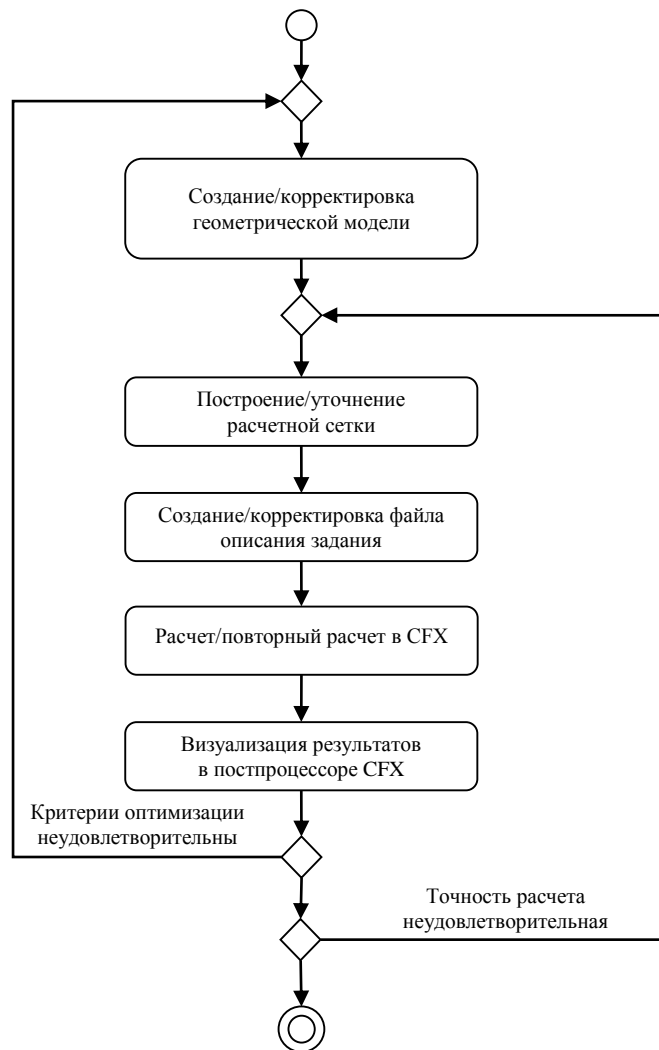 Создание/корректировка
геометрической модели
Построение/уточнение
расчетной сетки
Создание/корректировка файла
описания задания
Расчет/повторный расчет в CFX
Визуализация результатов
в постпроцессоре CFX
Критерии оптимизации
неудовлетворительны
Точность расчета
неудовлетворительная